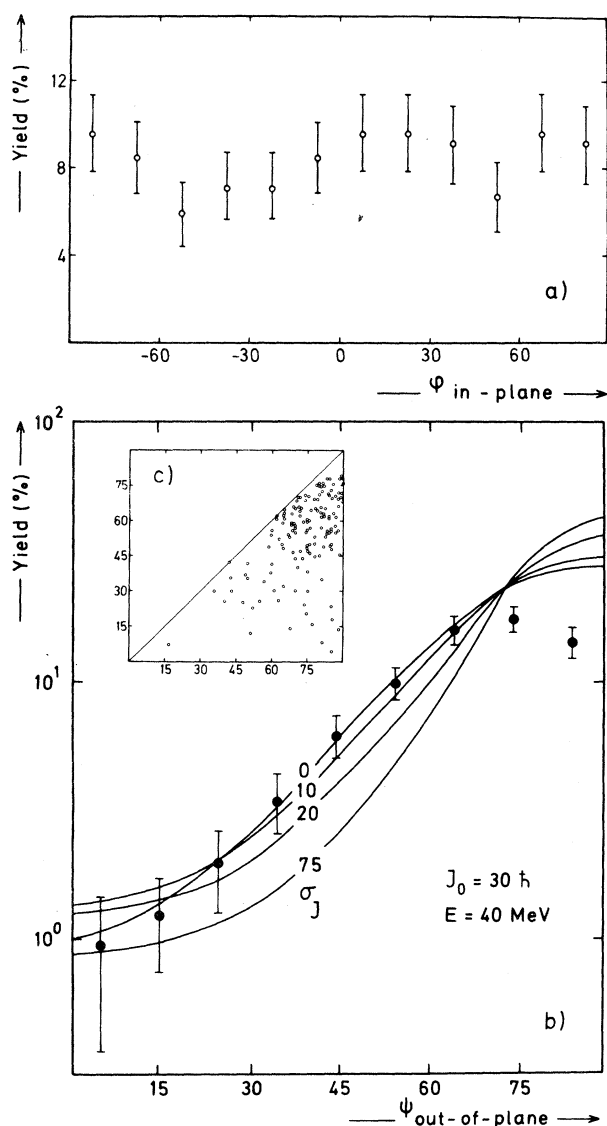 Yield (%)
12
8
4
a)
-60 -30 0 30 60
φ in-plane
10²
Yield (%)
c)
75
60
45
30
15
15 30 45 60 75
10¹
0
10
20
75
σJ
J₀ = 30 ħ
E = 40 MeV
10⁰
b)
15 30 45 60 75
ψ out-of-plane